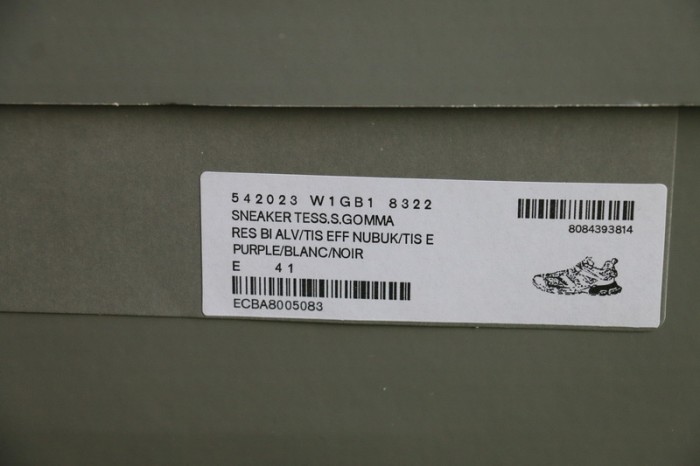 542023 W1GB1 8322
SNEAKER TESS.S.GOMMA
RES BI ALV/TIS EFF NUBUK/TIS E
PURPLE/BLANC/NOIR
E 41
ECBA8005083
8084393814